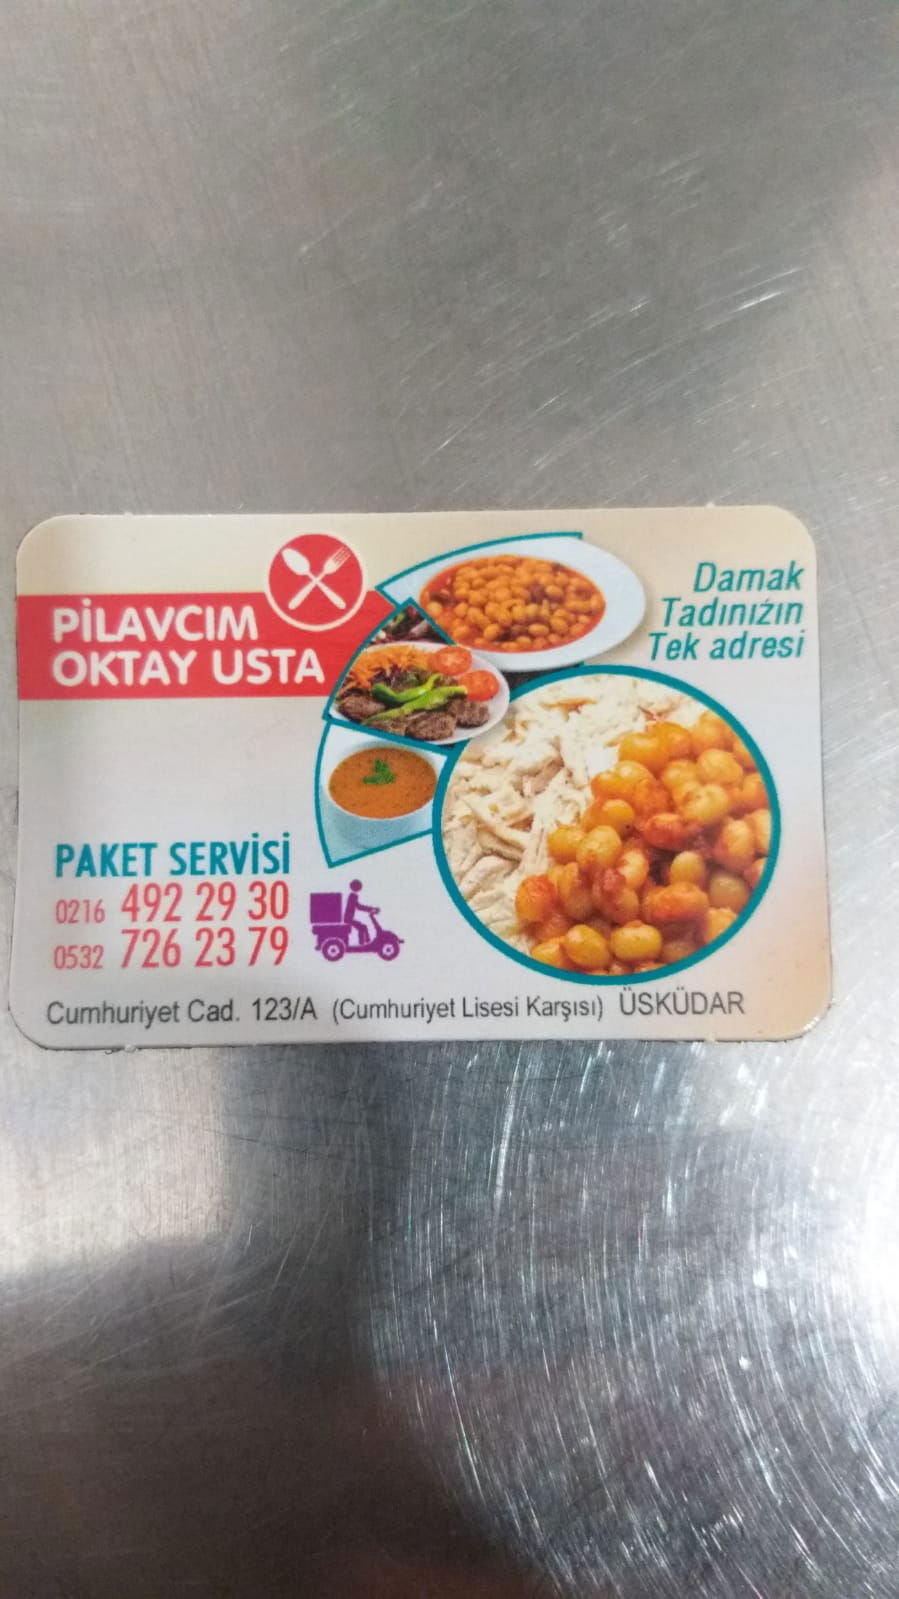 PİLAVCIM
OKTAY USTA
Damak
Tadınızın
Tek adresi
PAKET SERVİSİ
0216 492 29 30
0532 726 23 79
Cumhuriyet Cad. 123/A (Cumhuriyet Lisesi Karşısı) ÜSKÜDAR